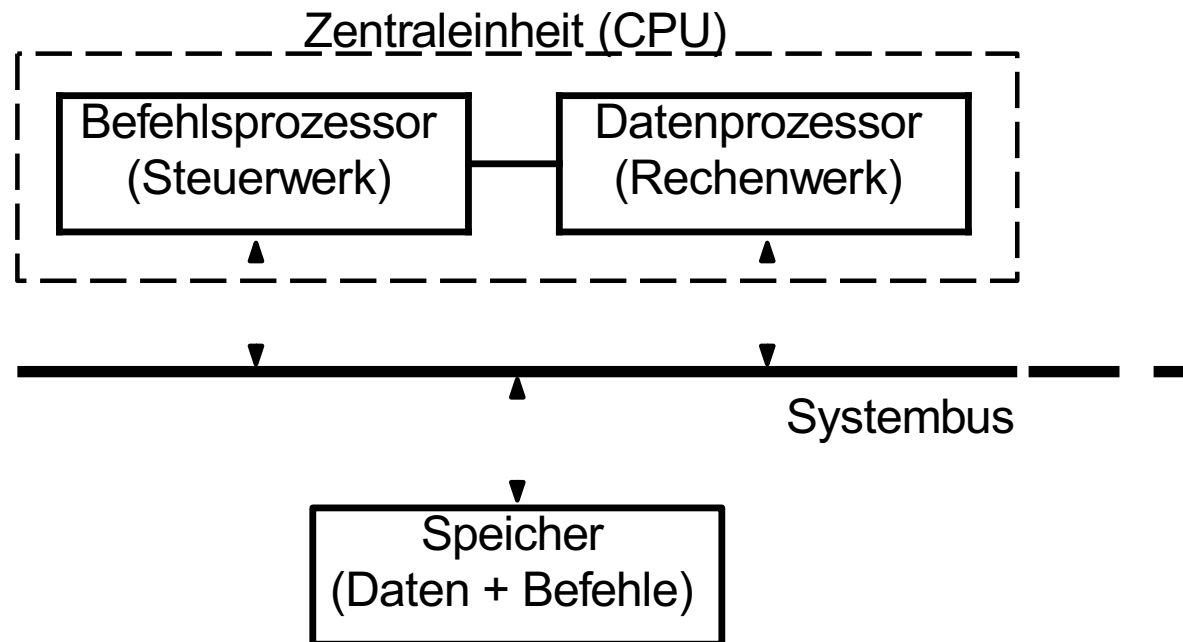 Zentraleinheit (CPU)
Befehlsprozessor
(Steuerwerk)
Datenprozessor
(Rechenwerk)
Systembus
Speicher
(Daten + Befehle)